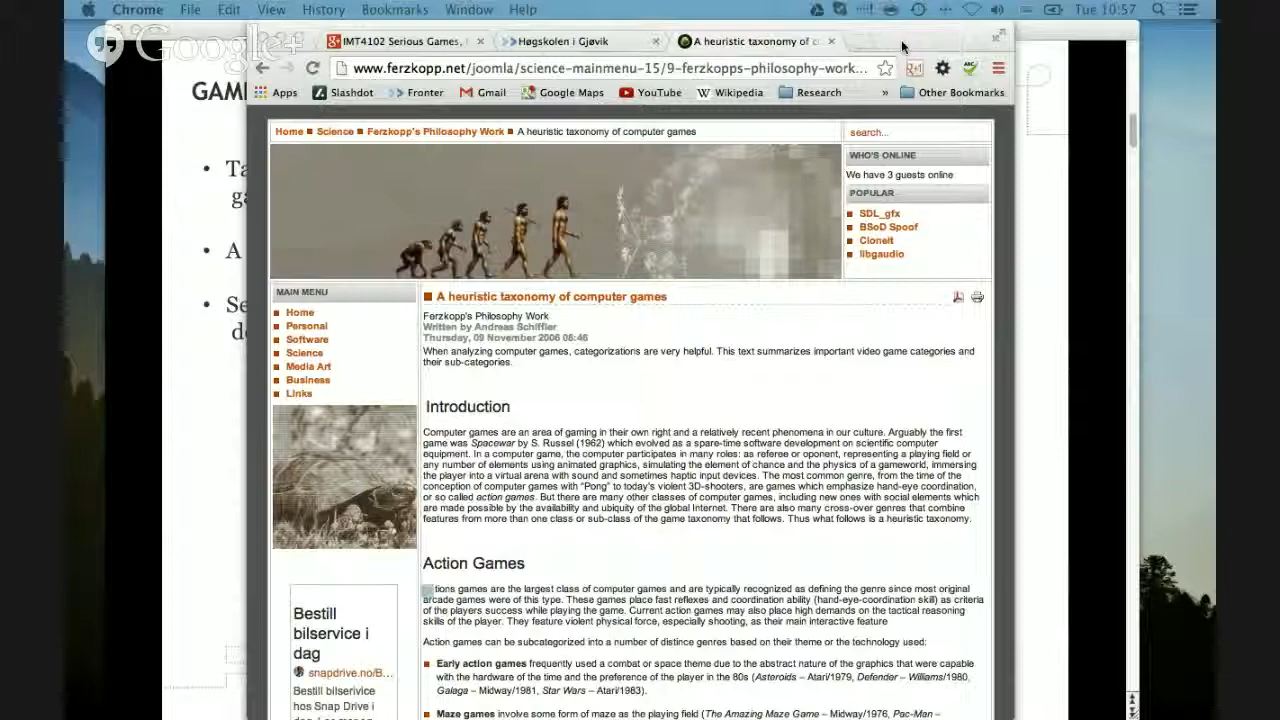 Chrome File Edit View History Bookmarks Window Help Tue 10:57
Google+
IMT4102 Serious Games,
Høgskolen i Gjøvik
A heuristic taxonomy of c
www.ferzkopp.net/joomla/science-mainmenu-15/9-ferzkopps-philosophy-work...
Apps Slashdot Fronter Gmail Google Maps YouTube Wikipedia Research » Other Bookmarks
GAM
• Ta
ga
• A
• Se
de
Home Science Ferzkopp's Philosophy Work A heuristic taxonomy of computer games
search...
WHO'S ONLINE
We have 3 guests online
POPULAR
SDL_gfx
BSoD Spoof
CloneIt
libgaudio
MAIN MENU
Home
Personal
Software
Science
Media Art
Business
Links
A heuristic taxonomy of computer games
Ferzkopp's Philosophy Work
Written by Andreas Schiffler
Thursday, 09 November 2006 06:46
When analyzing computer games, categorizations are very helpful. This text summarizes important video game categories and
their sub-categories.
Introduction
Computer games are an area of gaming in their own right and a relatively recent phenomena in our culture. Arguably the first
game was Spacewar by S. Russel (1962) which evolved as a spare-time software development on scientific computer
equipment. In a computer game, the computer participates in many roles: as referee or oponent, representing a playing field or
any number of elements using animated graphics, simulating the element of chance and the physics of a gameworld, immersing
the player into a virtual arena with sound and sometimes haptic input devices. The most common genre, from the time of the
conception of computer games with "Pong" to today's violent 3D-shooters, are games which emphasize hand-eye coordination,
or so called action games. But there are many other classes of computer games, including new ones with social elements which
are made possible by the availability and ubiquity of the global Internet. There are also many cross-over genres that combine
features from more than one class or sub-class of the game taxonomy that follows. Thus what follows is a heuristic taxonomy.
Action Games
tions games are the largest class of computer games and are typically recognized as defining the genre since most original
arcade games were of this type. These games place fast reflexes and coordination ability (hand-eye-coordination skill) as criteria
of the players success while playing the game. Current action games may also place high demands on the tactical reasoning
skills of the player. They feature violent physical force, especially shooting, as their main interactive feature
Action games can be subcategorized into a number of distince genres based on their theme or the technology used:
Early action games frequently used a combat or space theme due to the abstract nature of the graphics that were capable
with the hardware of the time and the preference of the player in the 80s (Asteroids – Atari/1979, Defender – Williams/1980,
Galaga – Midway/1981, Star Wars – Atari/1983).
Maze games involve some form of maze as the playing field (The Amazing Maze Game – Midway/1976, Pac-Man –
Bestill
bilservice i
dag
snapdrive.no/B...
Bestill bilserivice
hos Snap Drive i